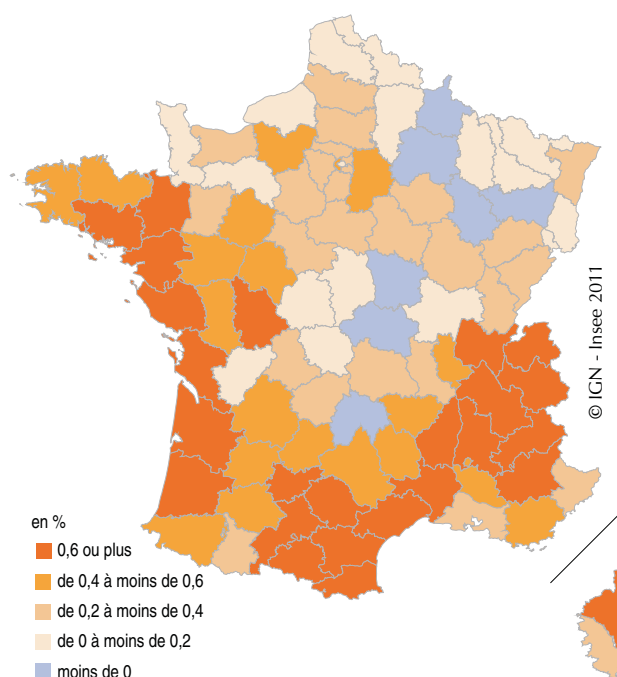 © IGN - Insee 2011
en %
0,6 ou plus
de 0,4 à moins de 0,6
de 0,2 à moins de 0,4
de 0 à moins de 0,2
moins de 0